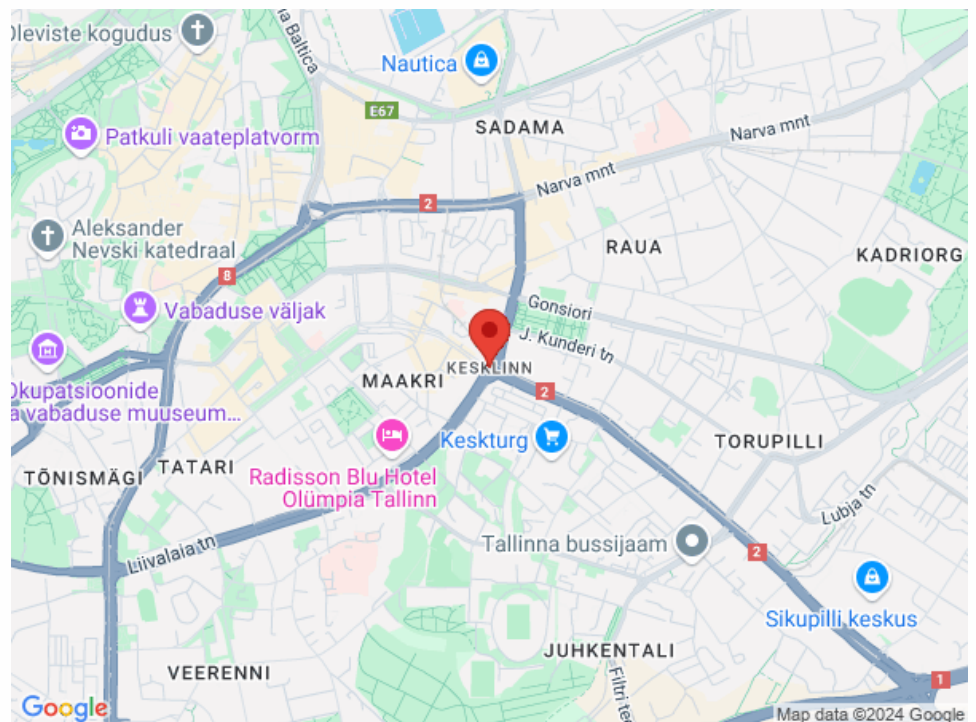 Oleviste kogudus
Baltica
Nautica
E67
SADAMA
Narva mnt
Patkuli vaateplatvorm
Narva mnt
2
Aleksander
Nevski katedraal
RAUA
KADRIORG
8
Vabaduse väljak
Gonsiori
J. Kunderi tn
KESKLINN
Okupatsioonide
a vabaduse muuseum...
MAAKRI
2
Keskturg
TORUPILLI
TÕNISMÄGI
TATARI
Radisson Blu Hotel
Olümpia Tallinn
Lubja tn
Liivalaia tn
Tallinna bussijaam
2
Sikupilli keskus
JUHKENTALI
VEERENNI
Filtri tee
1
Google
Map data ©2024 Google